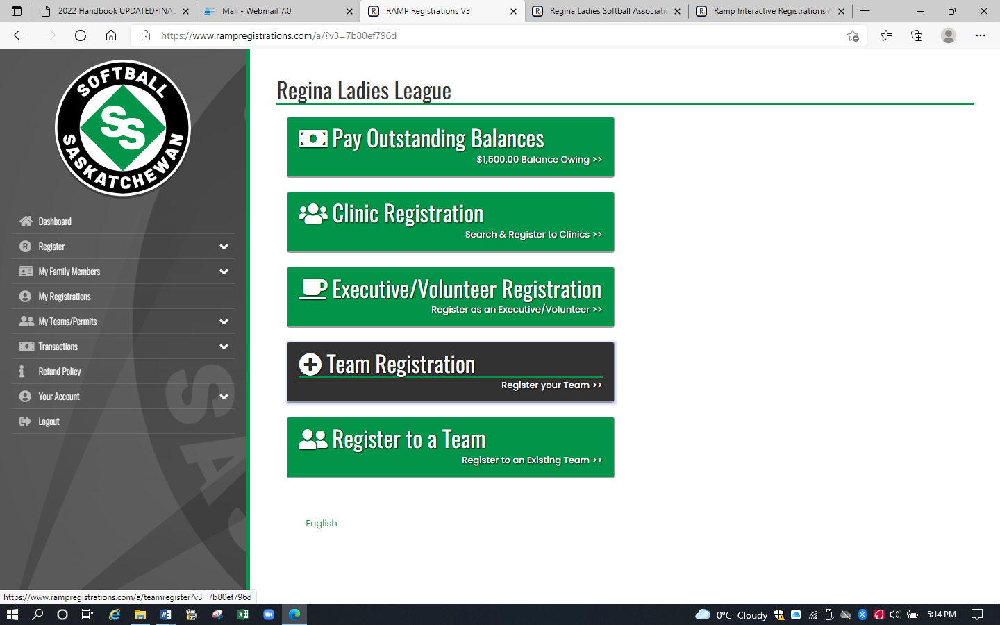 2022 Handbook UPDATEDFINAL
Mail - Webmail 7.0
RAMP Registrations V3
Regina Ladies Softball Associatio
Ramp Interactive Registrations A
https://www.rampregistrations.com/a/?v3=7b80ef796d
SOFTBALL
SS
SASKATCHEWAN
Dashboard
Register
My Family Members
My Registrations
My Teams/Permits
Transactions
Refund Policy
Your Account
Logout
Regina Ladies League
Pay Outstanding Balances
$1,500.00 Balance Owing >>
Clinic Registration
Search & Register to Clinics >>
Executive/Volunteer Registration
Register as an Executive/Volunteer >>
Team Registration
Register your Team >>
Register to a Team
Register to an Existing Team >>
English
https://www.rampregistrations.com/a/teamregister?v3=7b80ef796d
0°C Cloudy
5:14 PM